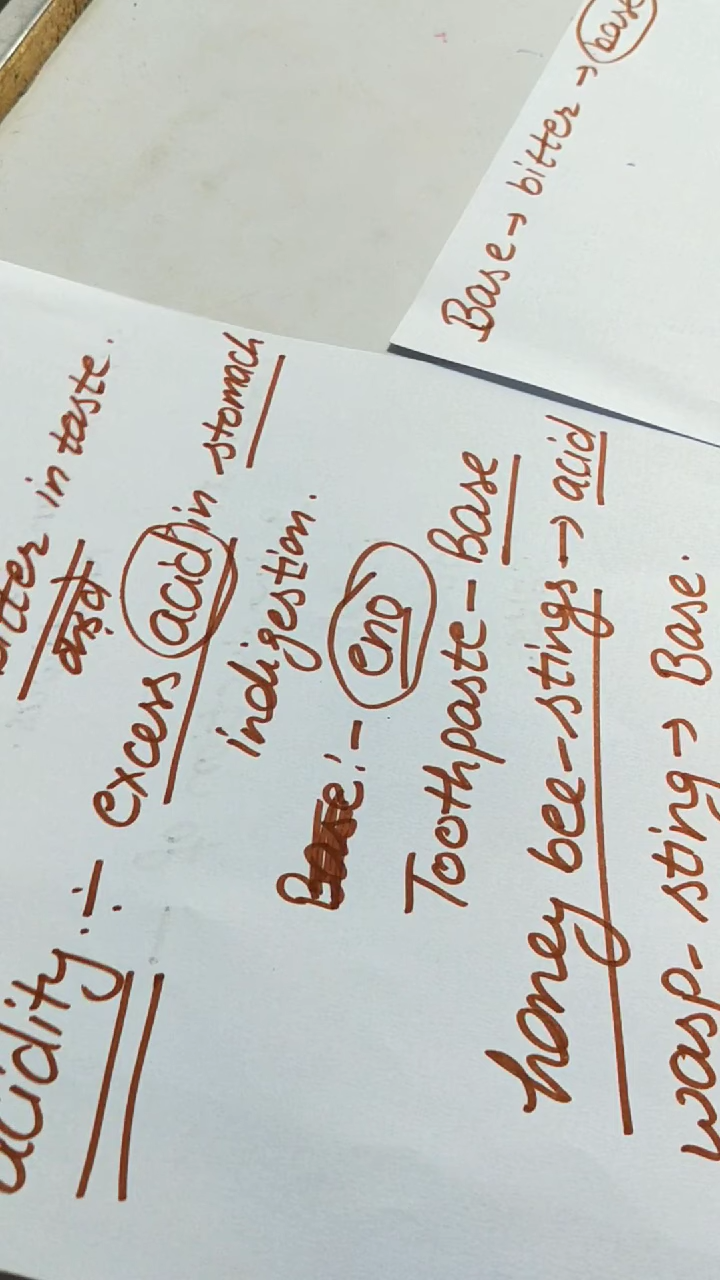 Base → bitter → base
bitter in taste.
कड़वे
acidity :- excess acid in stomach
indigestion.
Base :- eno
Toothpaste - Base
honey bee - stings → acid
wasp - sting → Base.